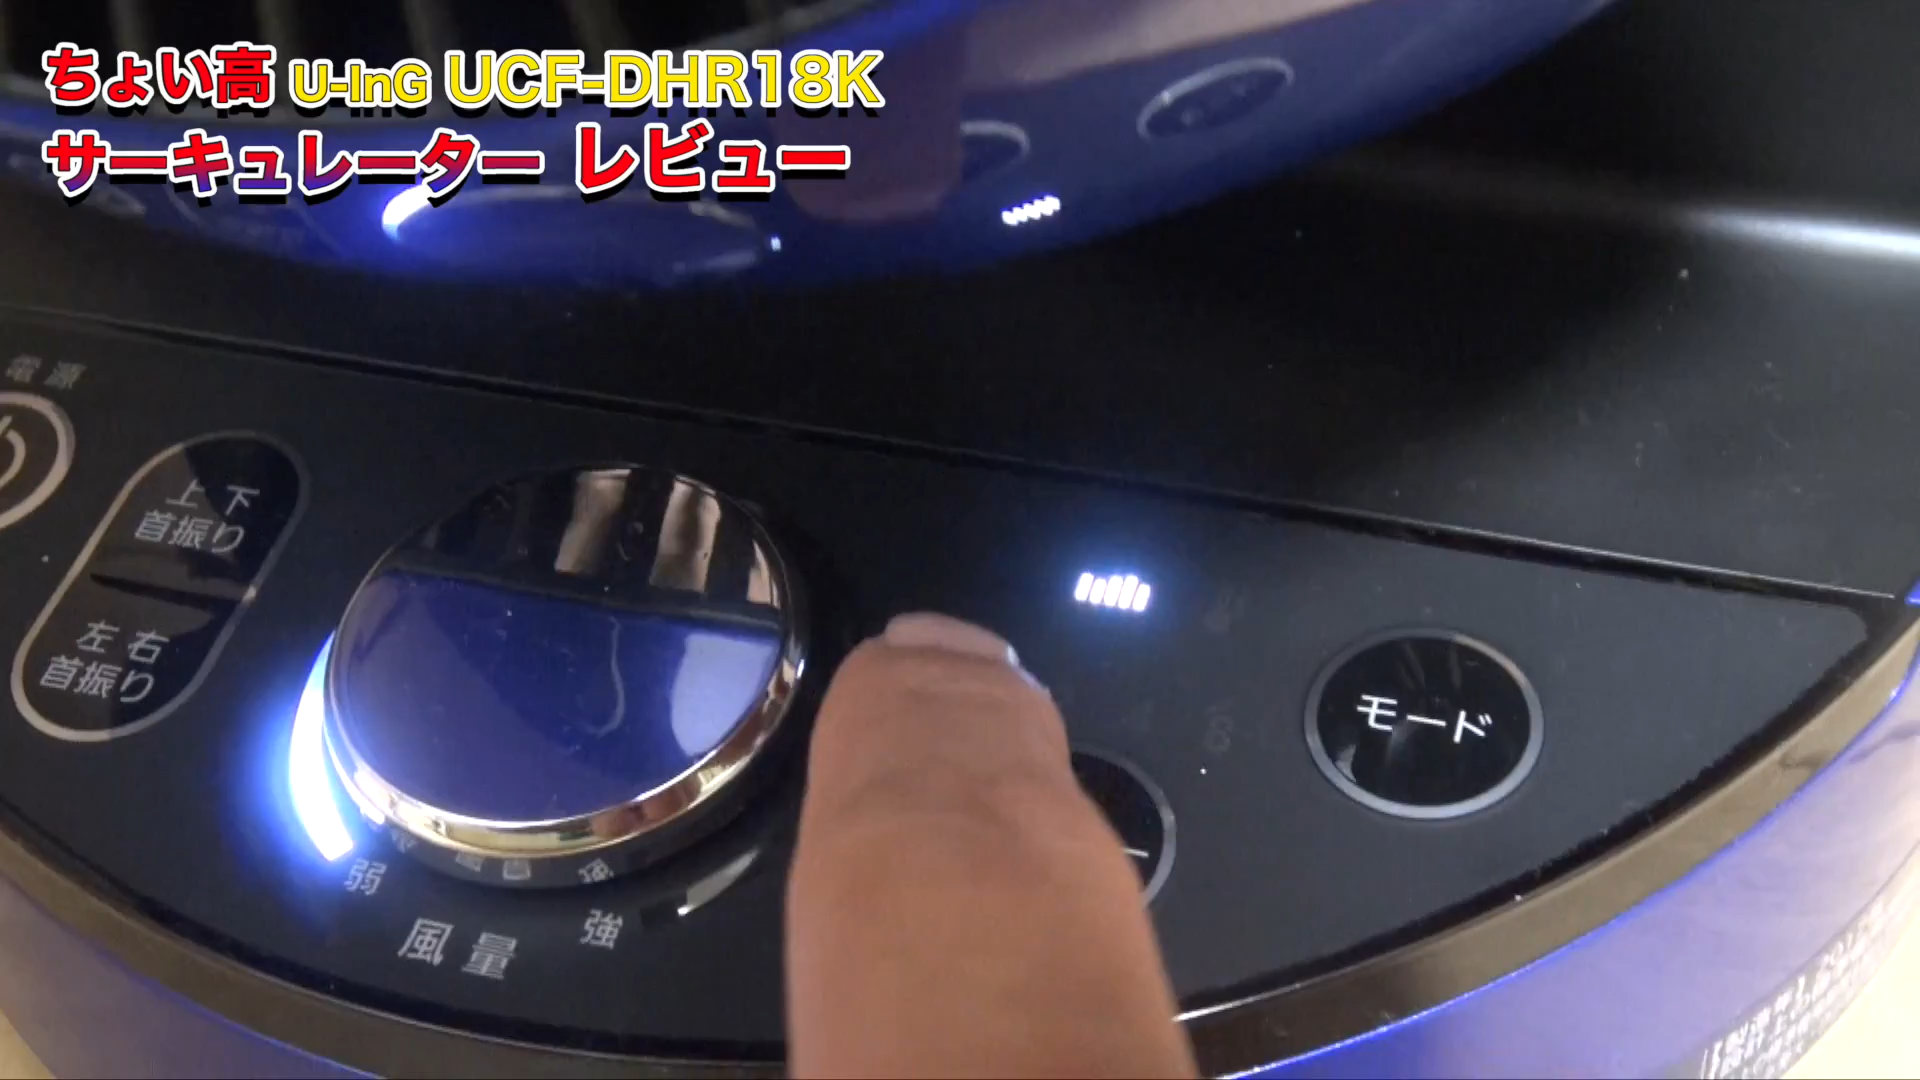 ちょい高 U-InG UCF-DHR18K
サーキュレーター レビュー
電源
上下
首振り
左右
首振り
モード
弱
強
風量